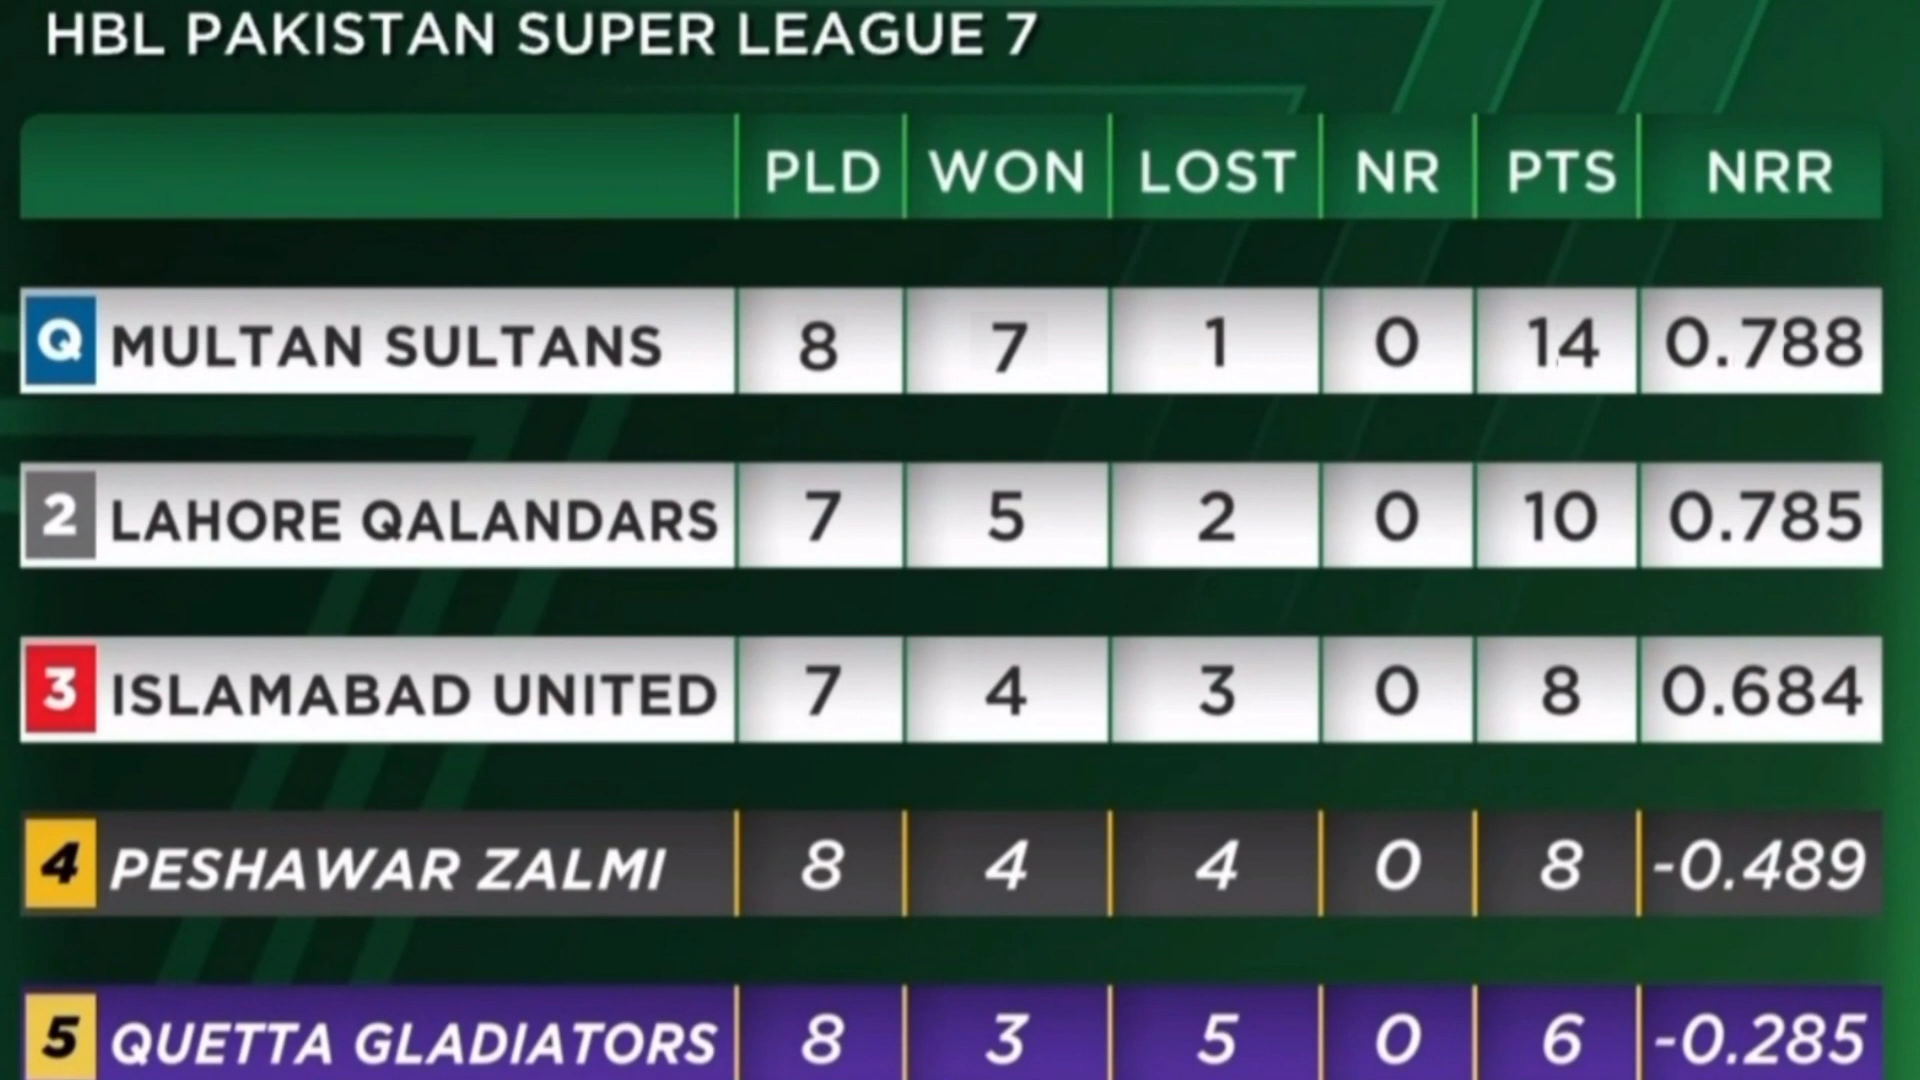 HBL PAKISTAN SUPER LEAGUE 7
PLD WON LOST NR PTS NRR
Q MULTAN SULTANS 8 7 1 0 14 0.788
2 LAHORE QALANDARS 7 5 2 0 10 0.785
3 ISLAMABAD UNITED 7 4 3 0 8 0.684
4 PESHAWAR ZALMI 8 4 4 0 8 -0.489
5 QUETTA GLADIATORS 8 3 5 0 6 -0.285